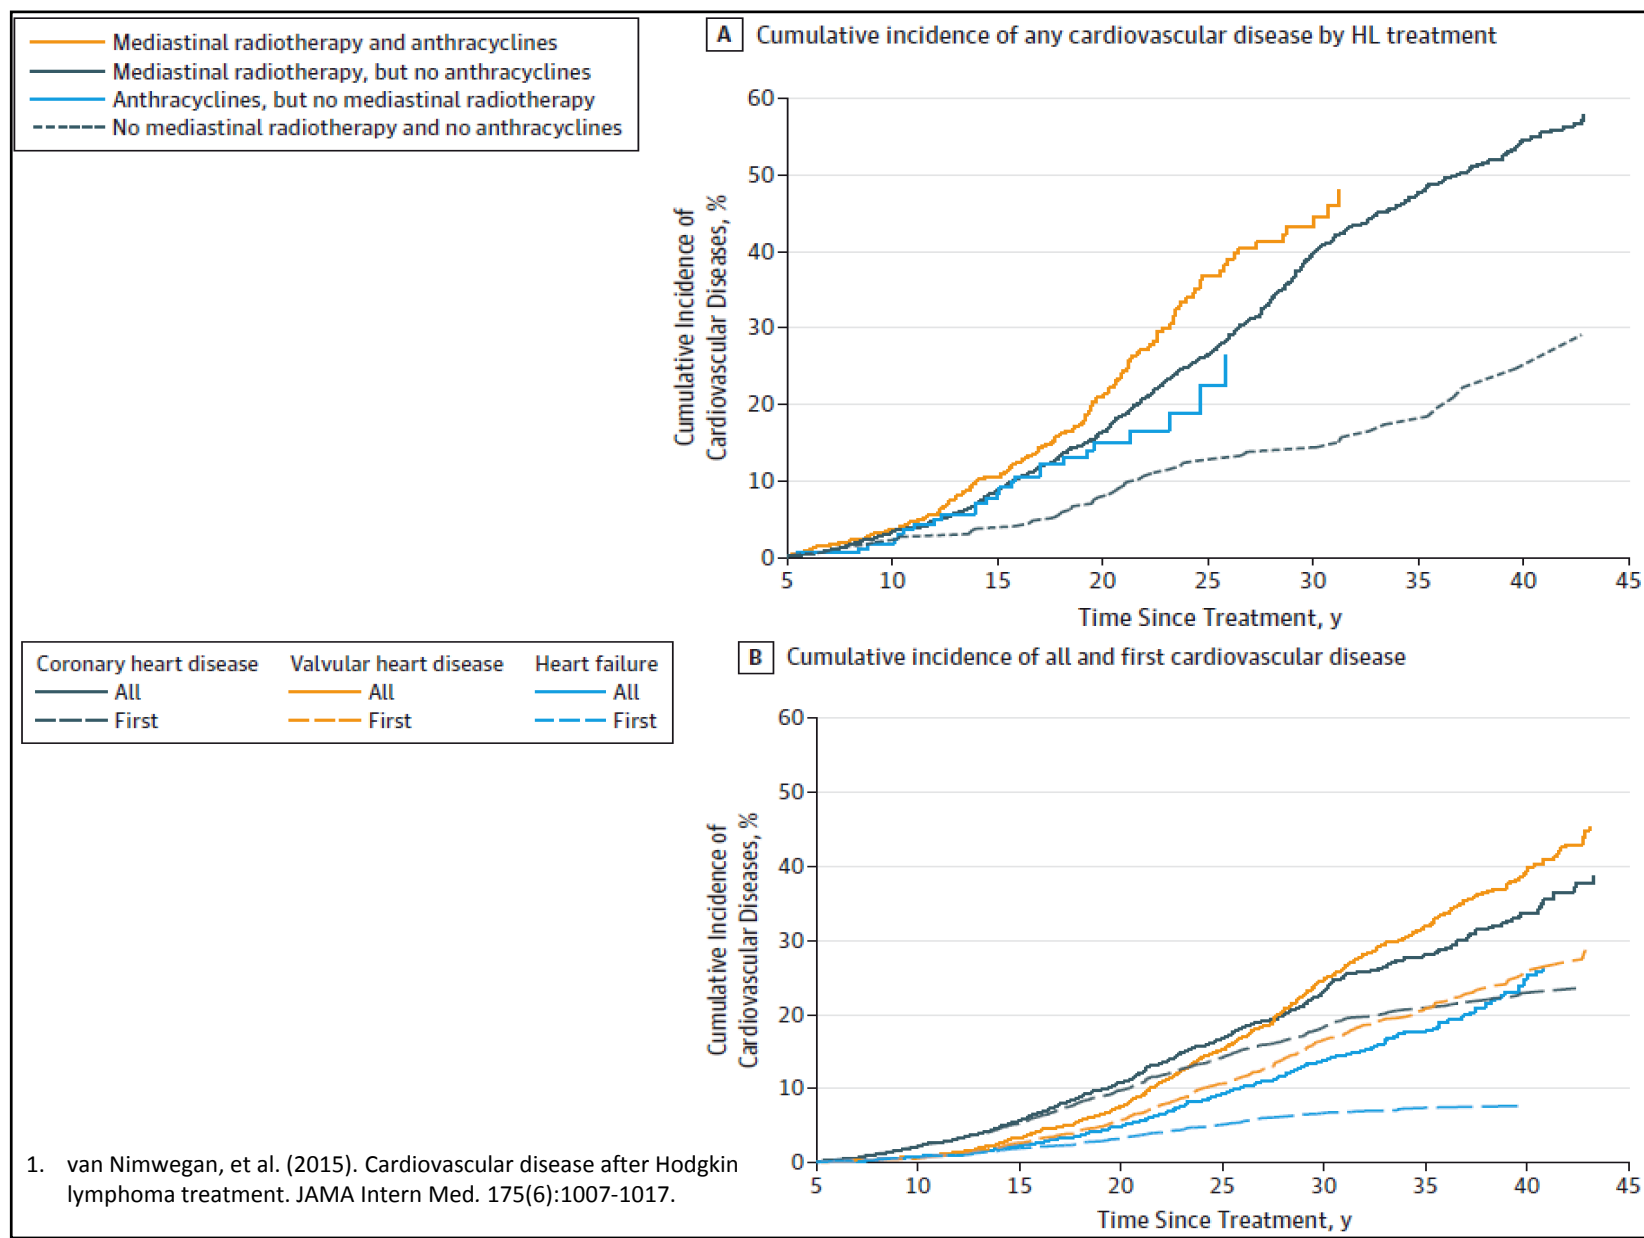 Mediastinal radiotherapy and anthracyclines
Mediastinal radiotherapy, but no anthracyclines
Anthracyclines, but no mediastinal radiotherapy
No mediastinal radiotherapy and no anthracyclines
A Cumulative incidence of any cardiovascular disease by HL treatment
Cumulative Incidence of
Cardiovascular Diseases, %
60
50
40
30
20
10
0
5 10 15 20 25 30 35 40 45
Time Since Treatment, y
Coronary heart disease Valvular heart disease Heart failure
All All All
First First First
B Cumulative incidence of all and first cardiovascular disease
Cumulative Incidence of
Cardiovascular Diseases, %
60
50
40
30
20
10
0
5 10 15 20 25 30 35 40 45
Time Since Treatment, y
1. van Nimwegan, et al. (2015). Cardiovascular disease after Hodgkin
lymphoma treatment. JAMA Intern Med. 175(6):1007-1017.